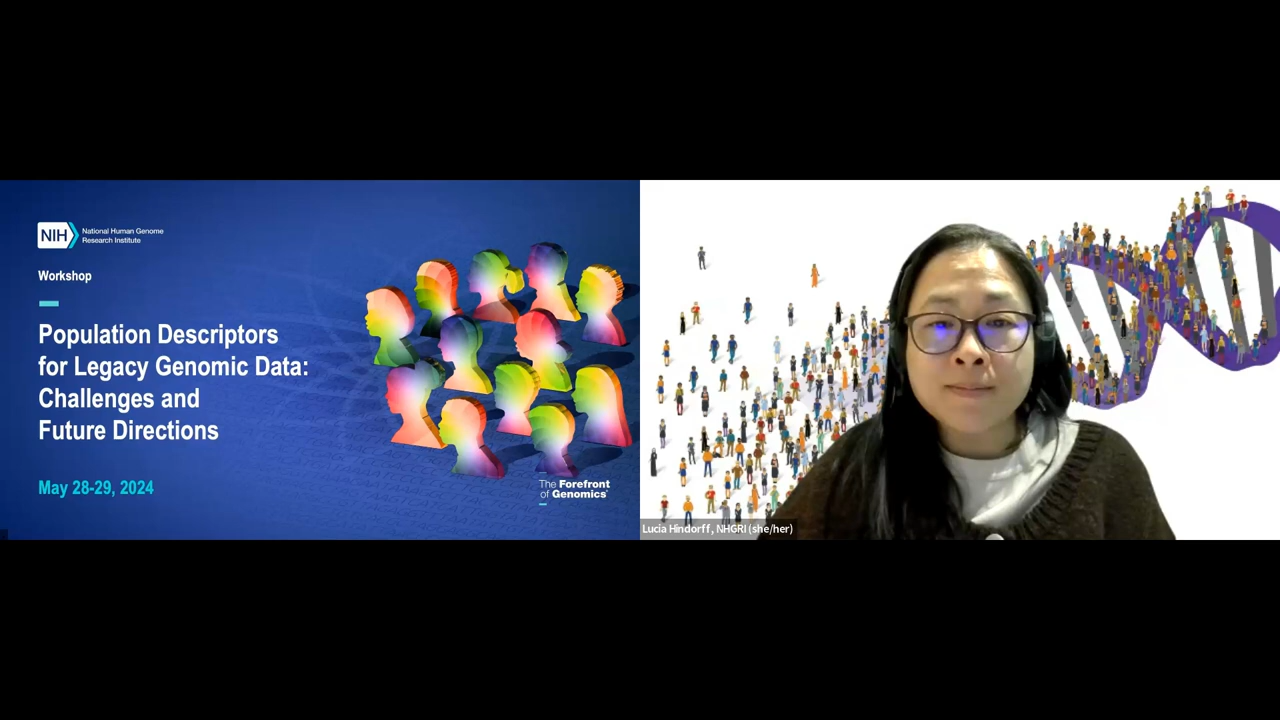 NIH
National Human Genome
Research Institute
Workshop
Population Descriptors
for Legacy Genomic Data:
Challenges and
Future Directions
May 28-29, 2024
The Forefront
of Genomics®
Lucia Hindorff, NHGRI (she/her)